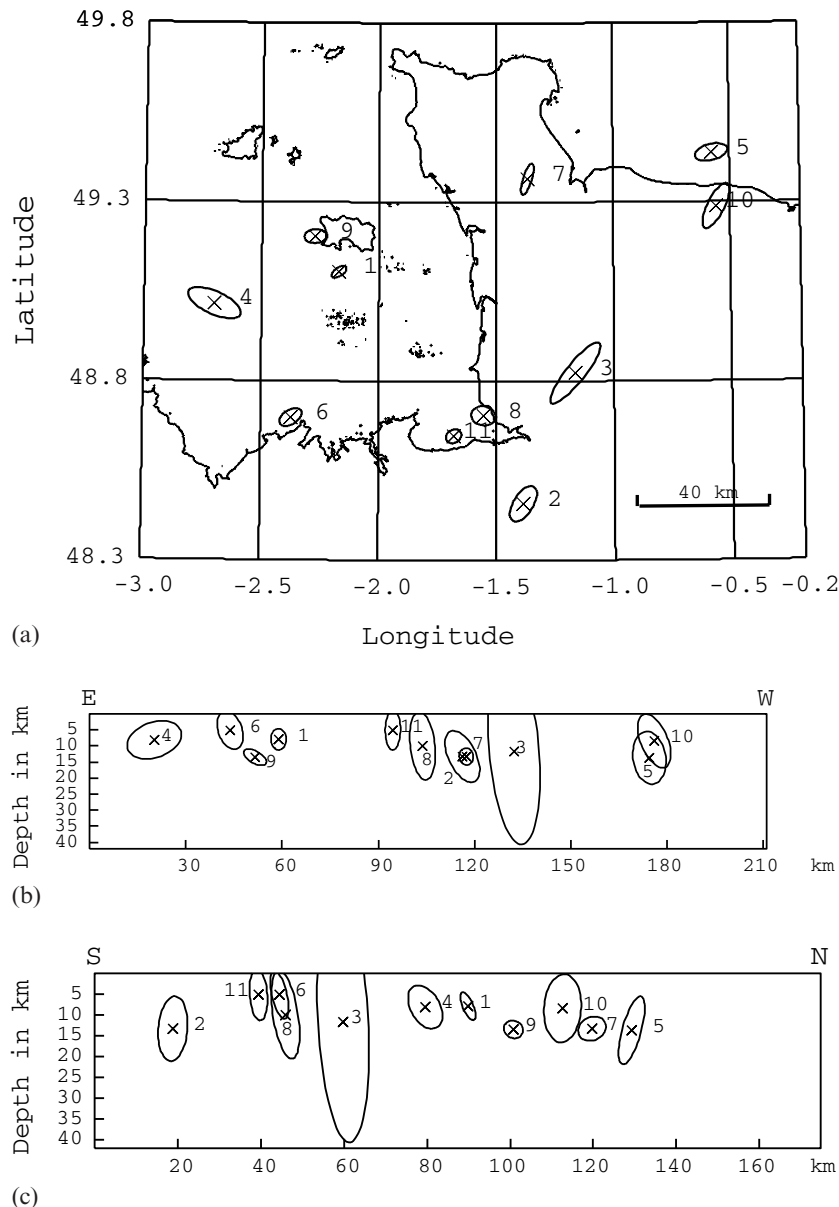 49.8
49.3
48.8
48.3
Latitude
5
7
10
9
1
4
3
6
8
11
2
40 km
-3.0 -2.5 -2.0 -1.5 -1.0 -0.5 -0.2
(a)
Longitude
E W
Depth in km
5
10
15
20
25
30
35
40
4 6 9 1 11 8 2 7 3 5 10
30 60 90 120 150 180 210 km
(b)
S N
Depth in km
5
10
15
20
25
30
35
40
2 11 6 8 3 4 1 9 10 7 5
20 40 60 80 100 120 140 160 km
(c)